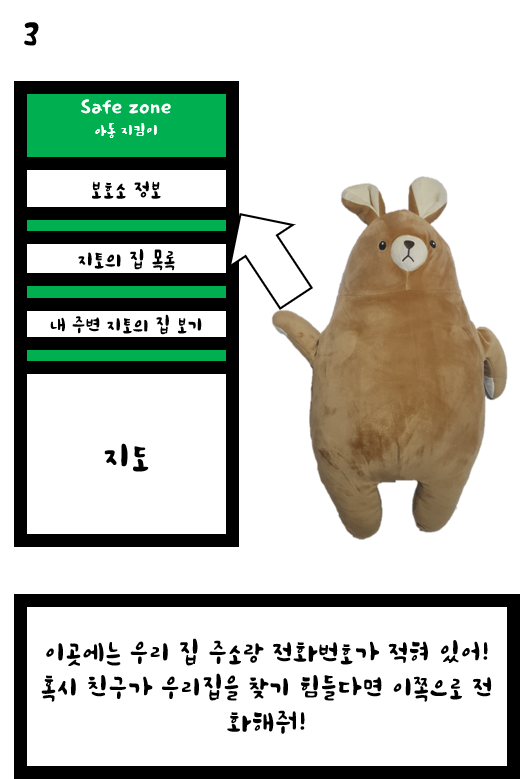 3
Safe zone
아동 지킴이
보호소 정보
지토의 집 목록
내 주변 지토의 집 보기
지도
이곳에는 우리 집 주소랑 전화번호가 적혀 있어!
혹시 친구가 우리집을 찾기 힘들다면 이쪽으로 전
화해줘!